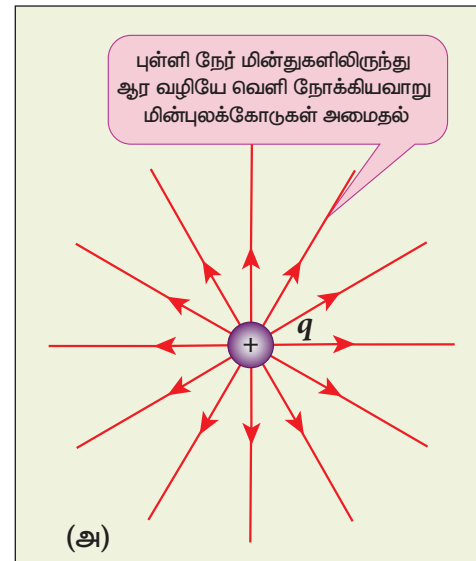 புள்ளி நேர் மின்துகளிலிருந்து
ஆர வழியே வெளி நோக்கியவாறு
மின்புலக்கோடுகள் அமைதல்
q
+
(அ)